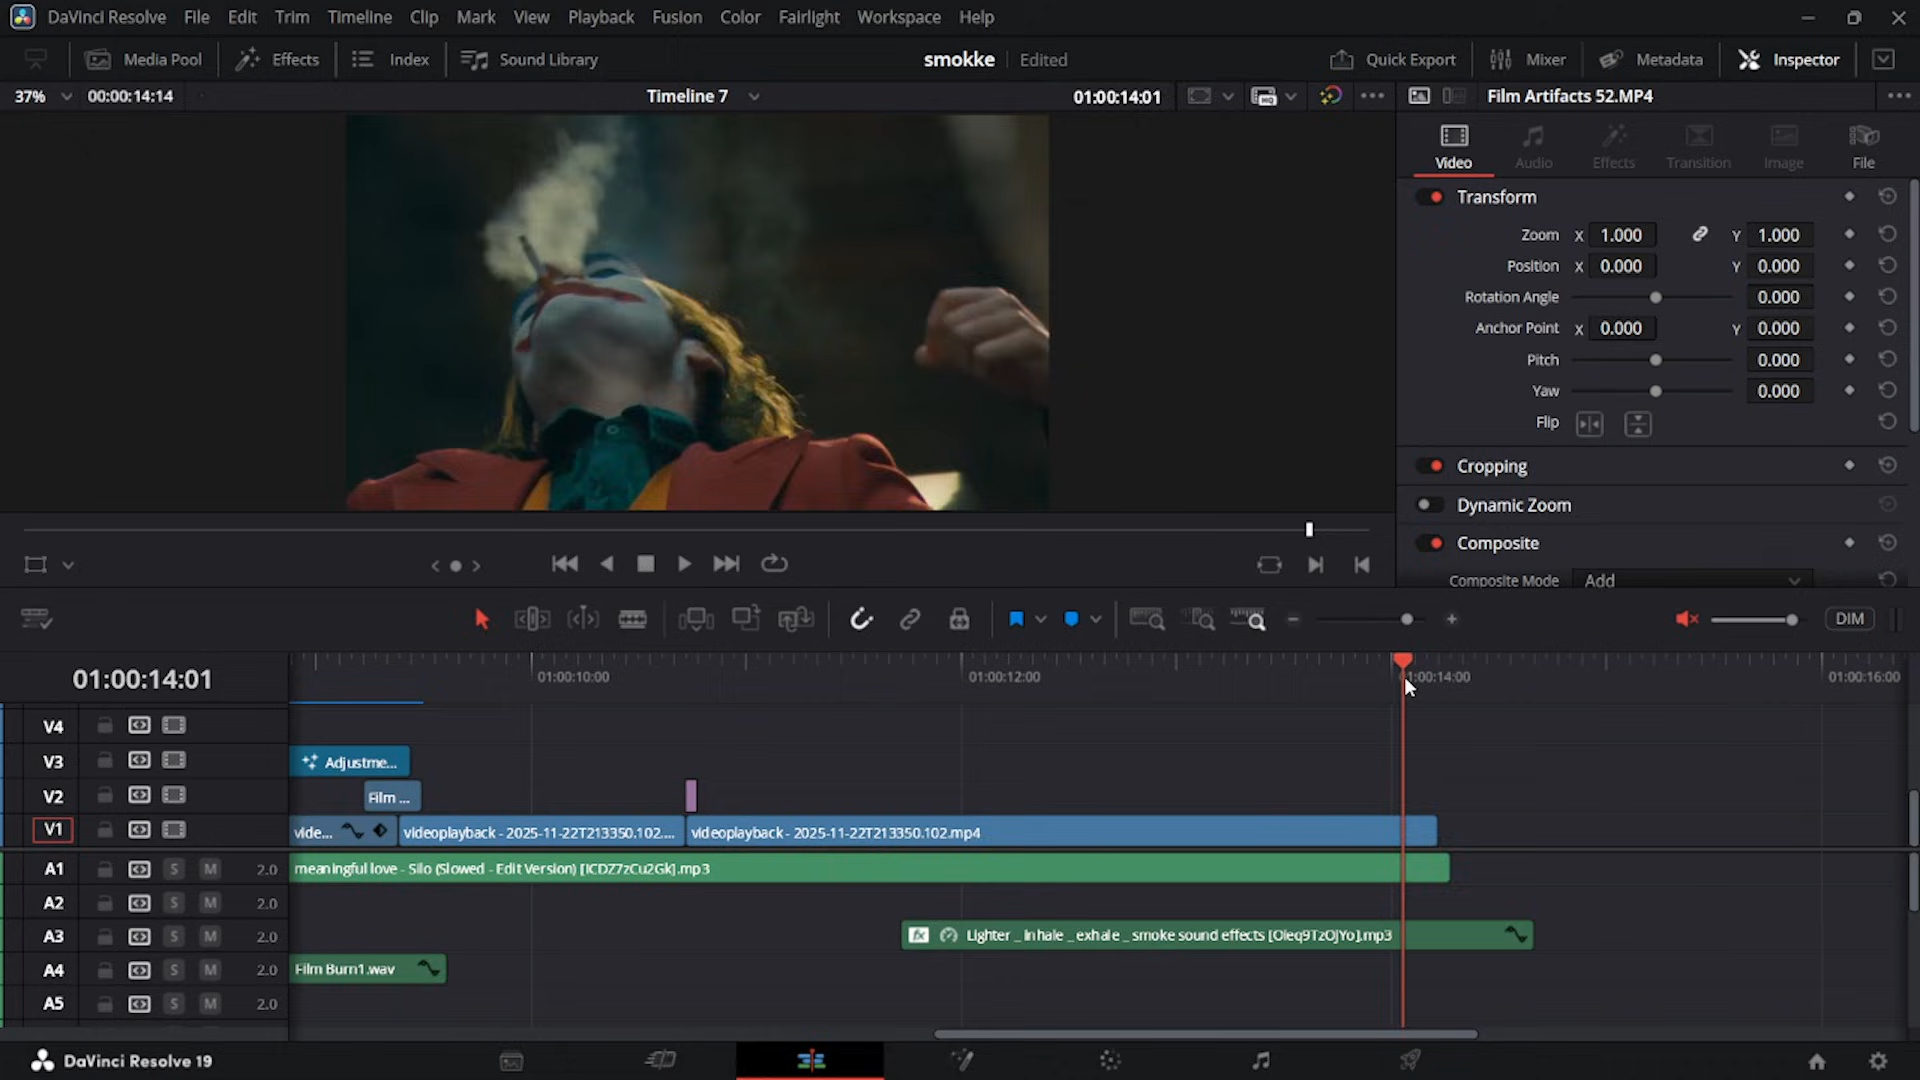 DaVinci Resolve File Edit Trim Timeline Clip Mark View Playback Fusion Color Fairlight Workspace Help
Media Pool Effects Index Sound Library smokke Edited Quick Export Mixer Metadata Inspector
37% 00:00:14:14 Timeline 7 01:00:14:01 Film Artifacts 52.MP4
Video Audio Effects Transition Image File
Transform
Zoom X 1.000 Y 1.000
Position X 0.000 Y 0.000
Rotation Angle 0.000
Anchor Point X 0.000 Y 0.000
Pitch 0.000
Yaw 0.000
Flip
Cropping
Dynamic Zoom
Composite
Composite Mode Add
DIM
01:00:14:01 01:00:10:00 01:00:12:00 01:00:14:00 01:00:16:00
V4
V3 Adjustme...
V2 Film ...
V1 vide... videoplayback - 2025-11-22T213350.102.... videoplayback - 2025-11-22T213350.102.mp4
A1 S M 2.0 meaningful love - Silo (Slowed - Edit Version) [ICDZ7zCu2Gk].mp3
A2 S M 2.0
A3 S M 2.0 fx Lighter _ Inhale _ exhale _ smoke sound effects [Oleq9TzOJYo].mp3
A4 S M 2.0 Film Burn1.wav
A5 S M 2.0
DaVinci Resolve 19